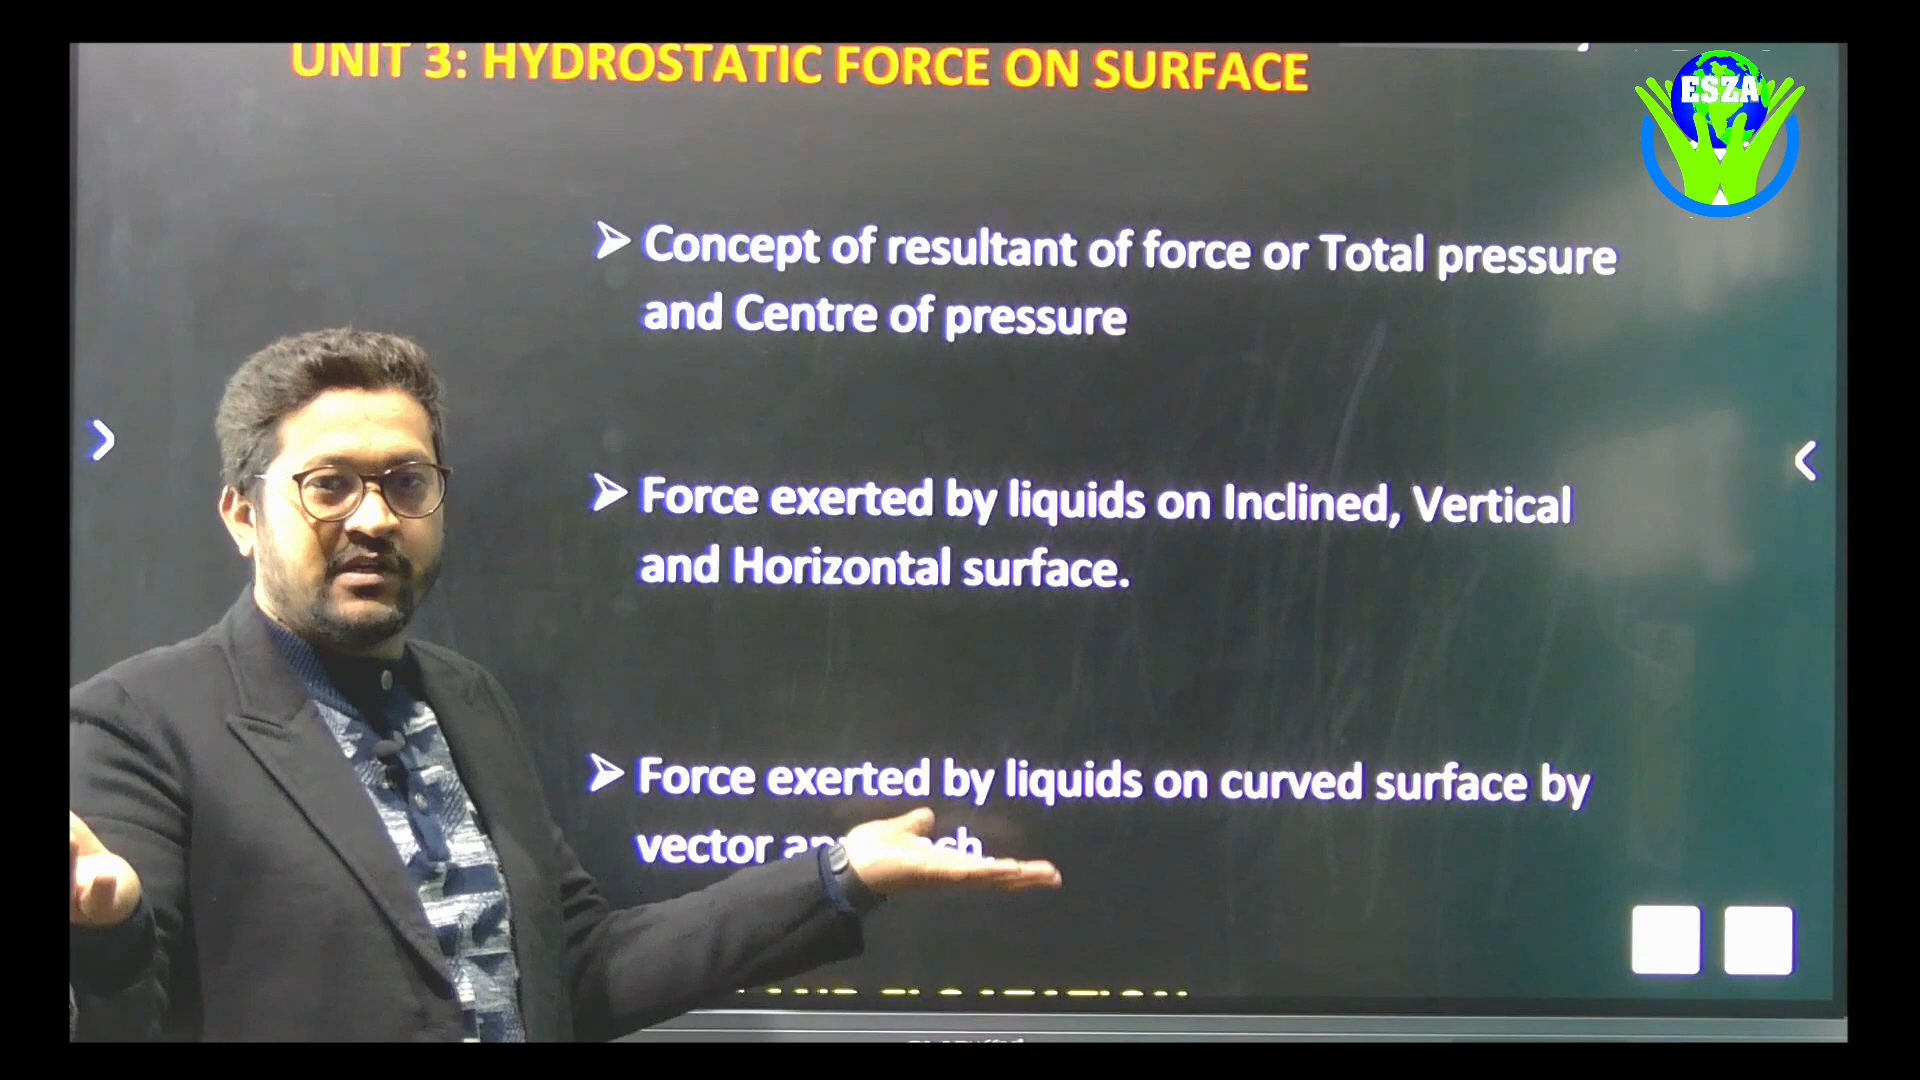 UNIT 3: HYDROSTATIC FORCE ON SURFACE
ESZA
Concept of resultant of force or Total pressure
and Centre of pressure
Force exerted by liquids on Inclined, Vertical
and Horizontal surface.
Force exerted by liquids on curved surface by
vector